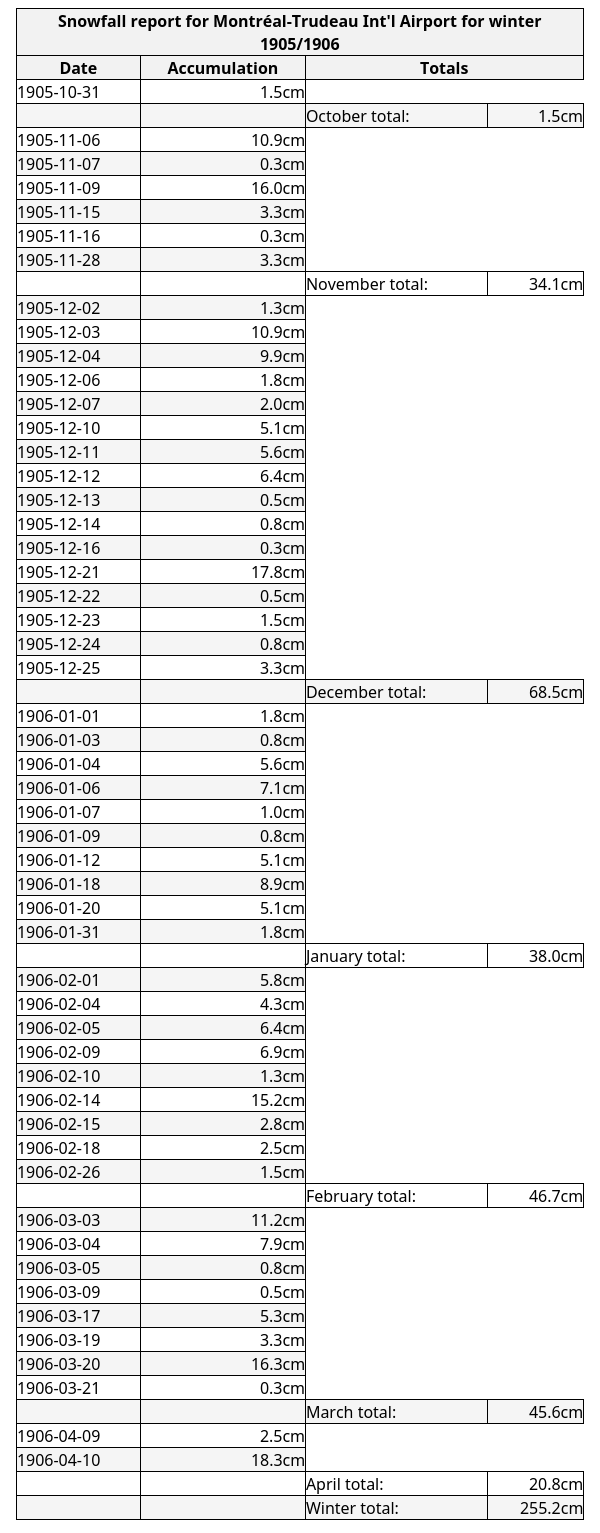 Snowfall report for Montréal-Trudeau Int'l Airport for winter
1905/1906
Date Accumulation Totals
1905-10-31 1.5cm
October total: 1.5cm
1905-11-06 10.9cm
1905-11-07 0.3cm
1905-11-09 16.0cm
1905-11-15 3.3cm
1905-11-16 0.3cm
1905-11-28 3.3cm
November total: 34.1cm
1905-12-02 1.3cm
1905-12-03 10.9cm
1905-12-04 9.9cm
1905-12-06 1.8cm
1905-12-07 2.0cm
1905-12-10 5.1cm
1905-12-11 5.6cm
1905-12-12 6.4cm
1905-12-13 0.5cm
1905-12-14 0.8cm
1905-12-16 0.3cm
1905-12-21 17.8cm
1905-12-22 0.5cm
1905-12-23 1.5cm
1905-12-24 0.8cm
1905-12-25 3.3cm
December total: 68.5cm
1906-01-01 1.8cm
1906-01-03 0.8cm
1906-01-04 5.6cm
1906-01-06 7.1cm
1906-01-07 1.0cm
1906-01-09 0.8cm
1906-01-12 5.1cm
1906-01-18 8.9cm
1906-01-20 5.1cm
1906-01-31 1.8cm
January total: 38.0cm
1906-02-01 5.8cm
1906-02-04 4.3cm
1906-02-05 6.4cm
1906-02-09 6.9cm
1906-02-10 1.3cm
1906-02-14 15.2cm
1906-02-15 2.8cm
1906-02-18 2.5cm
1906-02-26 1.5cm
February total: 46.7cm
1906-03-03 11.2cm
1906-03-04 7.9cm
1906-03-05 0.8cm
1906-03-09 0.5cm
1906-03-17 5.3cm
1906-03-19 3.3cm
1906-03-20 16.3cm
1906-03-21 0.3cm
March total: 45.6cm
1906-04-09 2.5cm
1906-04-10 18.3cm
April total: 20.8cm
Winter total: 255.2cm